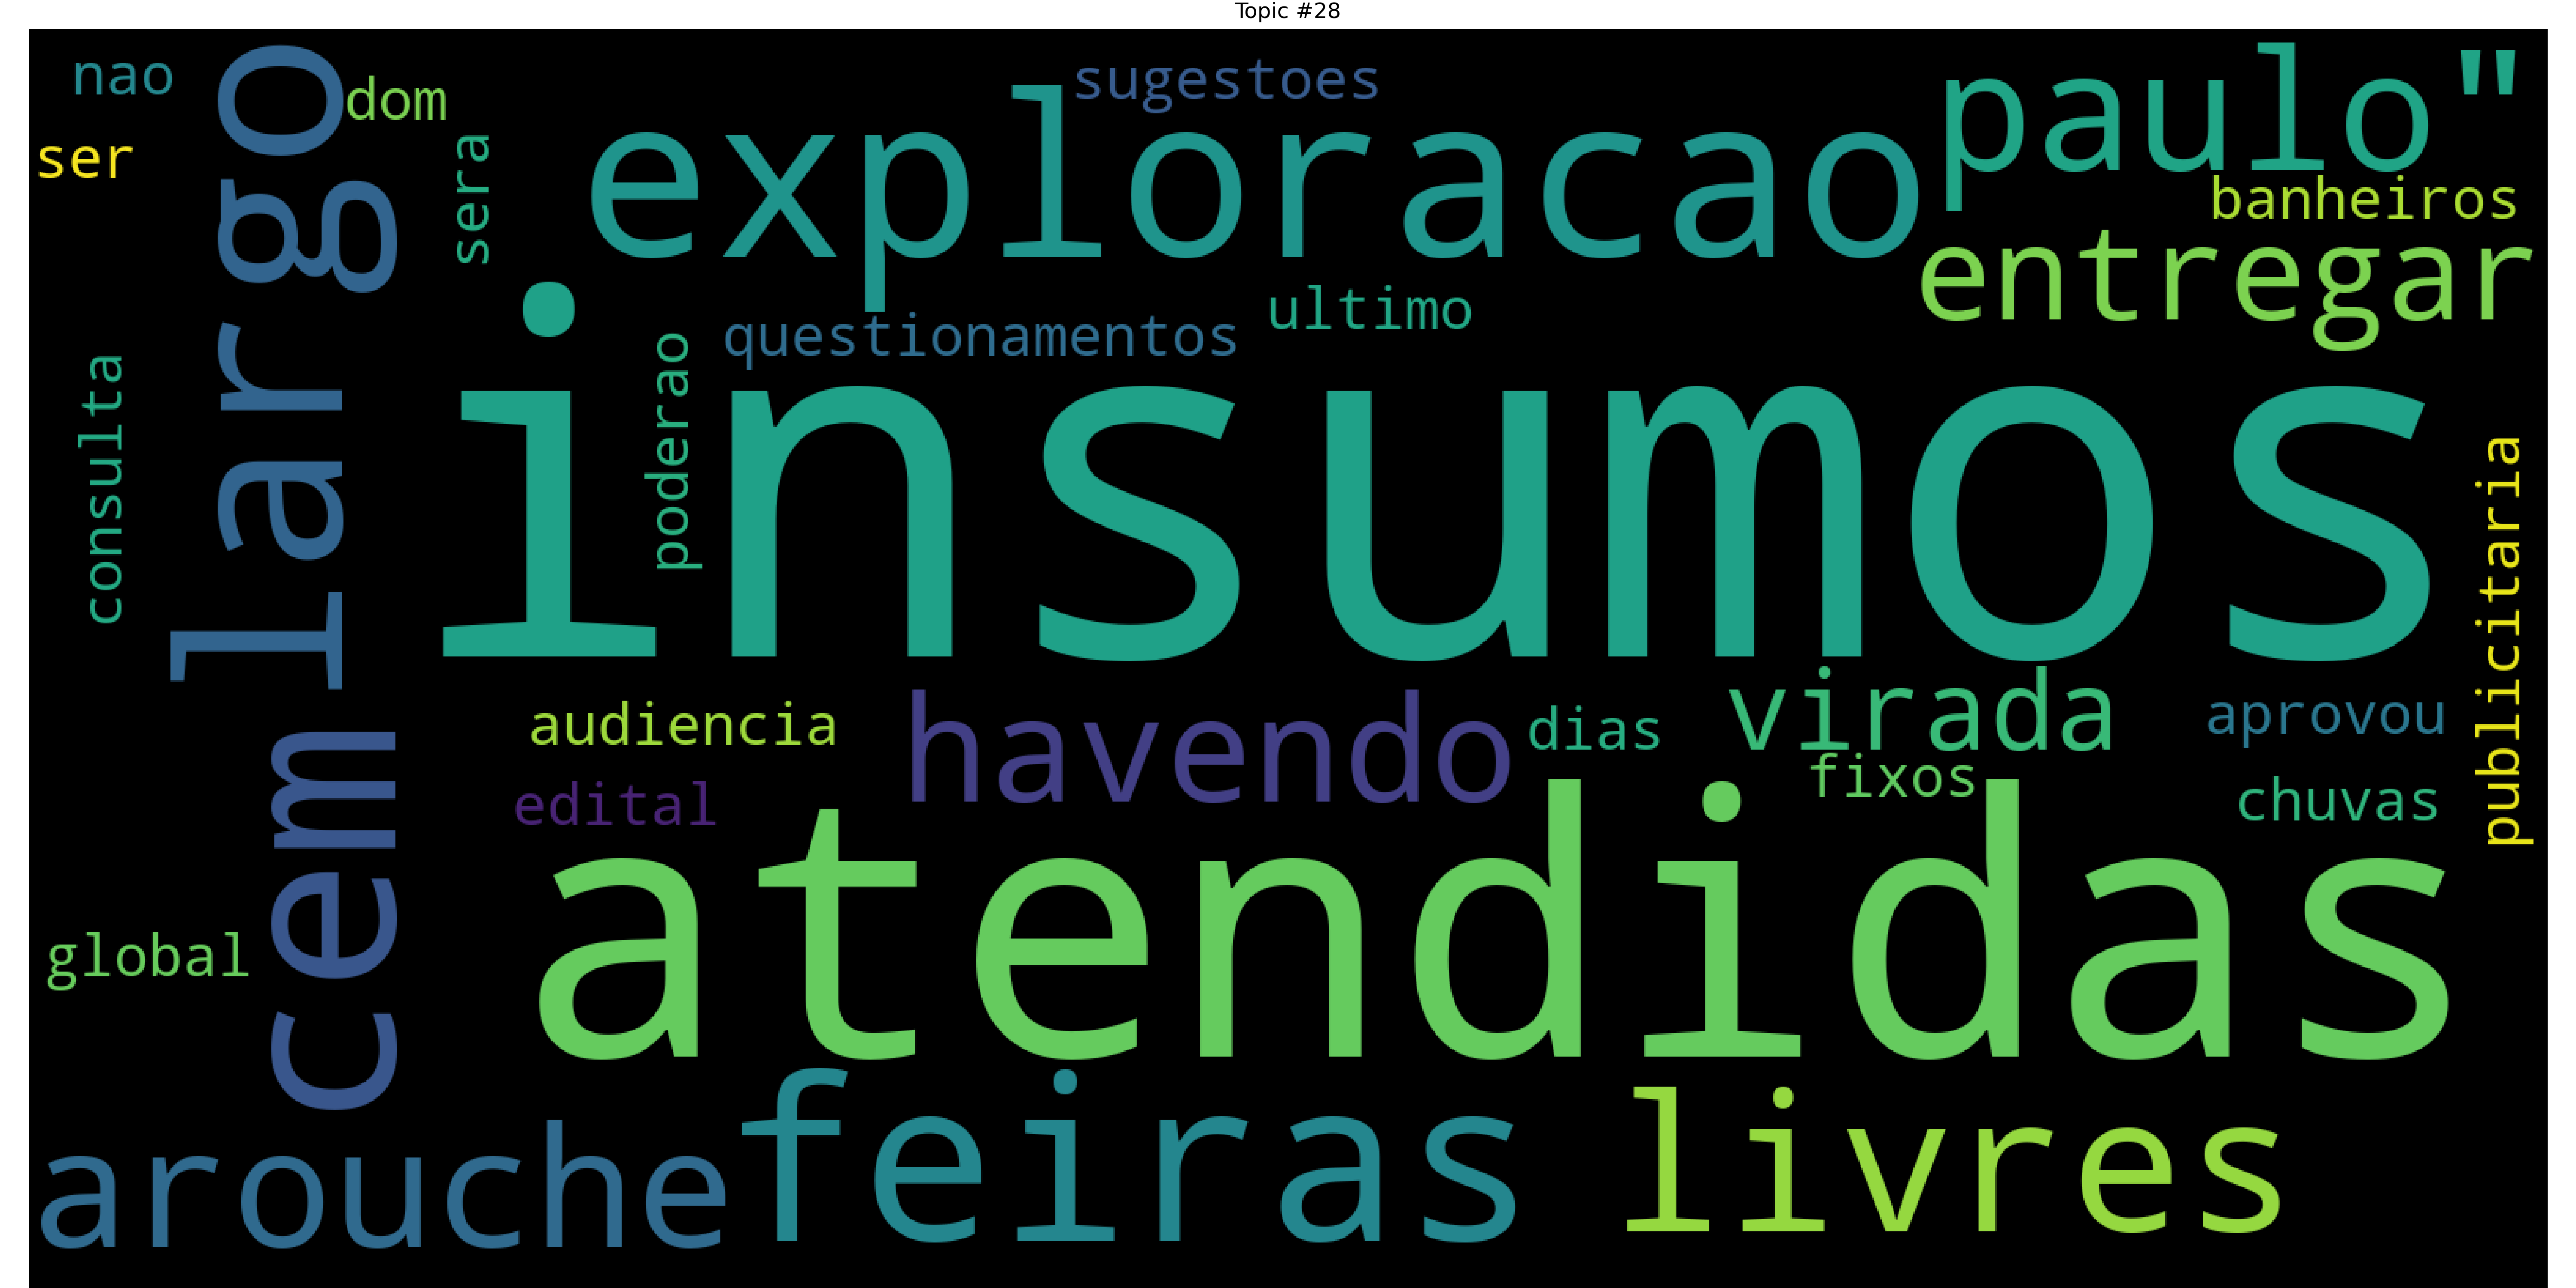 Topic #28
nao
dom
ser
largo
sera
sugestoes
exploracao
paulo"
banheiros
entregar
ultimo
questionamentos
poderao
consulta
insumos
publicitaria
cem
audiencia
havendo
dias
virada
aprovou
fixos
chuvas
edital
atendidas
global
arouche
feiras
livres